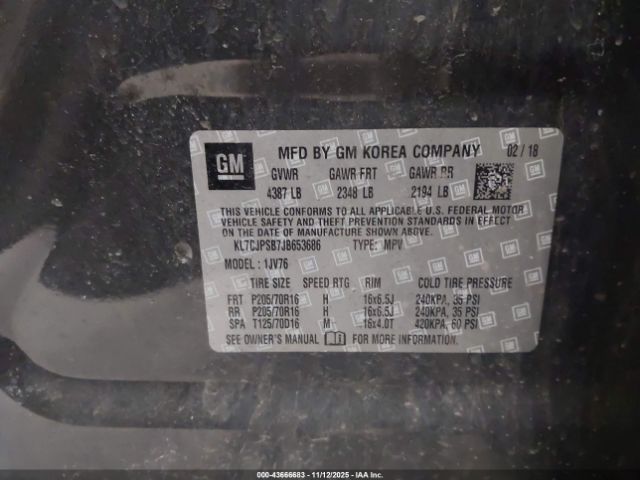 GM
MFD BY GM KOREA COMPANY 02 / 18
GVWR GAWR FRT GAWR RR
4387 LB 2348 LB 2194 LB
THIS VEHICLE CONFORMS TO ALL APPLICABLE U.S. FEDERAL MOTOR
VEHICLE SAFETY AND THEFT PREVENTION STANDARDS IN EFFECT
ON THE DATE OF MANUFACTURE SHOWN ABOVE.
KL7CJPSB7JB653686 TYPE: MPV
MODEL : 1JV76
TIRE SIZE SPEED RTG RIM COLD TIRE PRESSURE
FRT P205/70R16 H 16x6.5J 240KPA, 35 PSI
RR P205/70R16 H 16x6.5J 240KPA, 35 PSI
SPA T125/70D16 M 16x4.0T 420KPA, 60 PSI
SEE OWNER'S MANUAL FOR MORE INFORMATION.
000-43666683 - 11/12/2025 - IAA Inc.